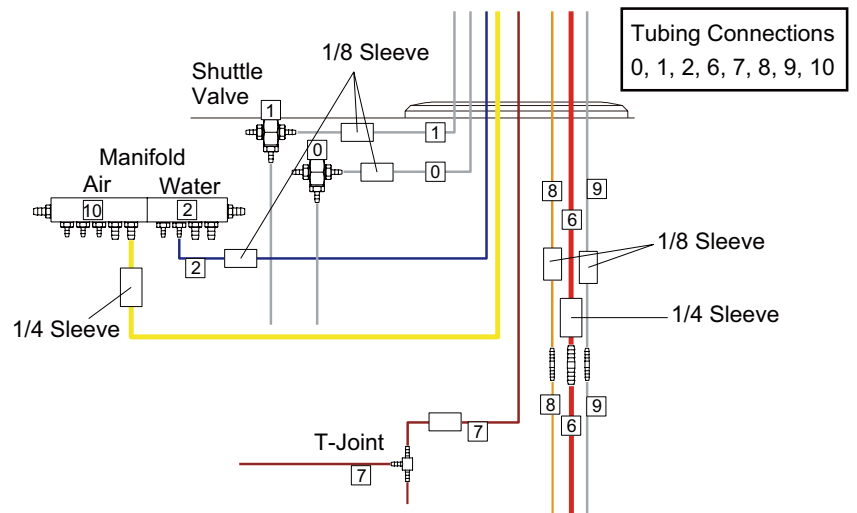 Tubing Connections
0, 1, 2, 6, 7, 8, 9, 10
1/8 Sleeve
Shuttle
Valve
1
1
0
0
Manifold
Air
Water
10
2
2
8
9
6
1/8 Sleeve
1/4 Sleeve
1/4 Sleeve
8
9
6
T-Joint
7
7